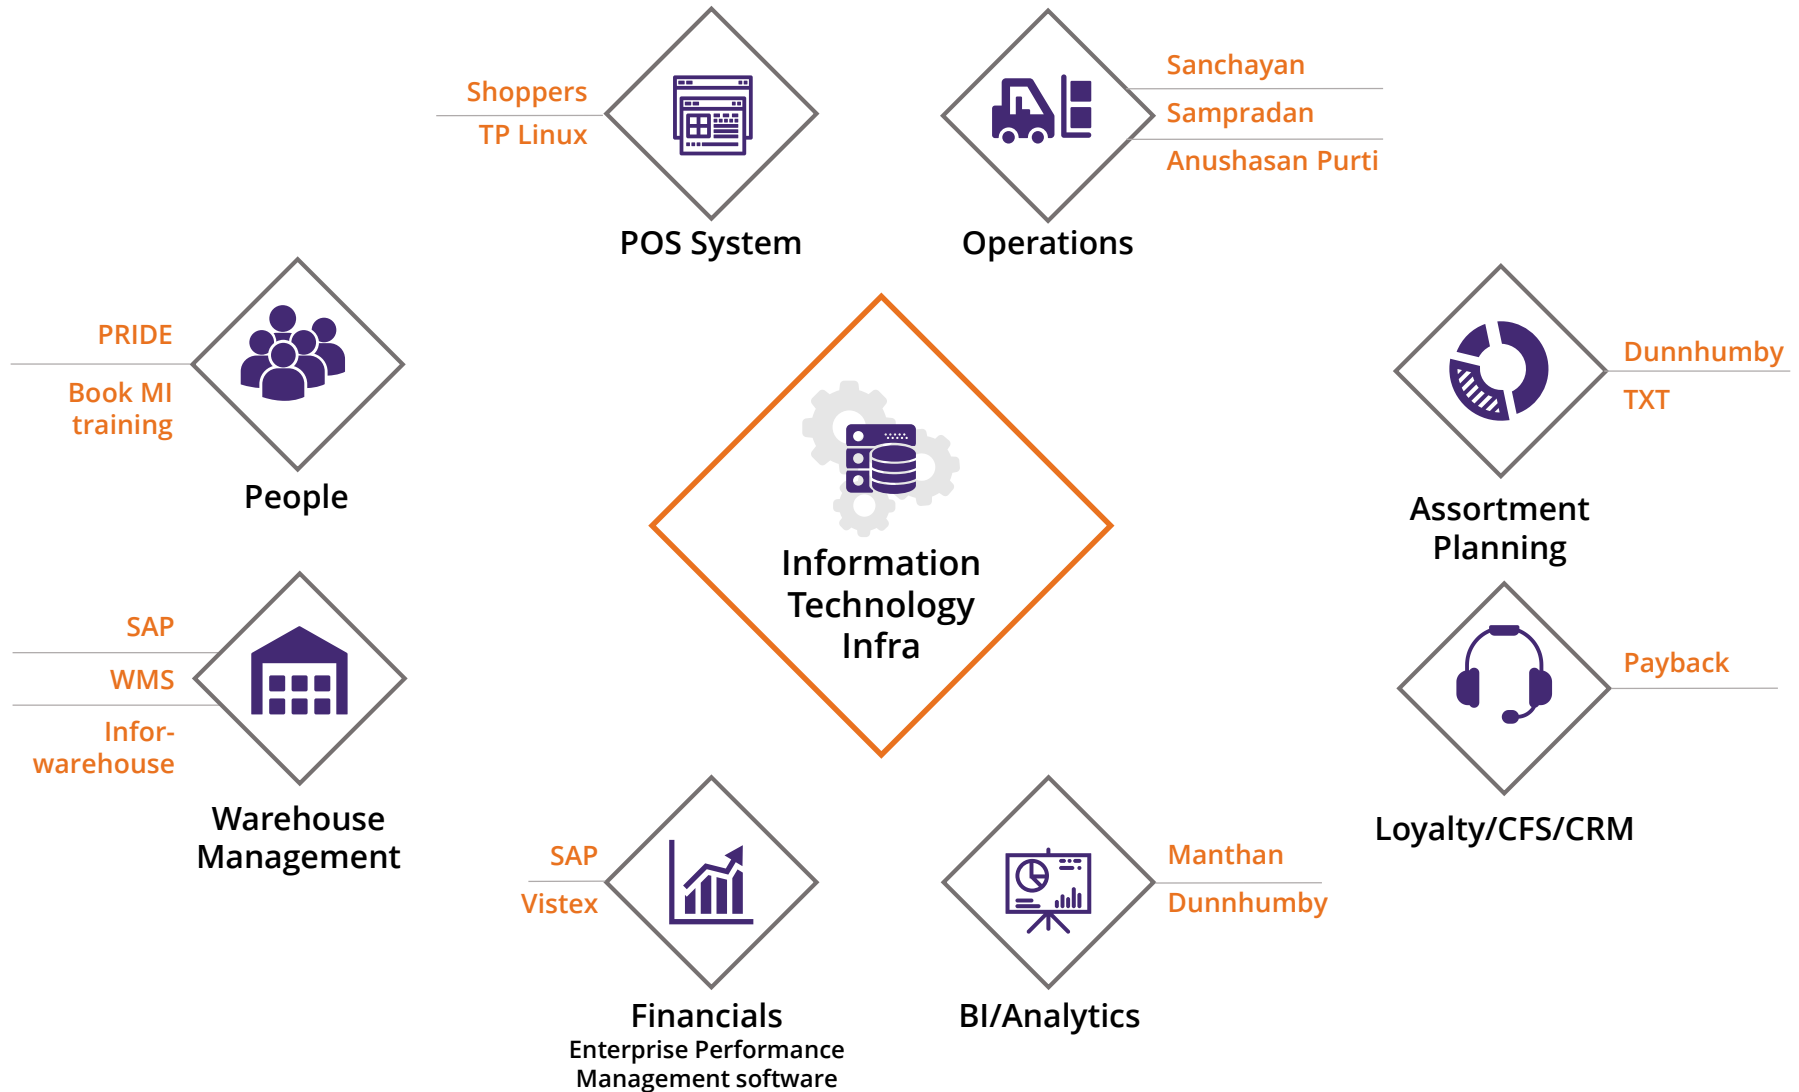 Shoppers
TP Linux
POS System
Sanchayan
Sampradan
Anushasan Purti
Operations
PRIDE
Book MI
training
People
Dunnhumby
TXT
Assortment
Planning
Information
Technology
Infra
SAP
WMS
Infor-
warehouse
Warehouse
Management
Payback
Loyalty/CFS/CRM
SAP
Vistex
Financials
Enterprise Performance
Management software
Manthan
Dunnhumby
BI/Analytics